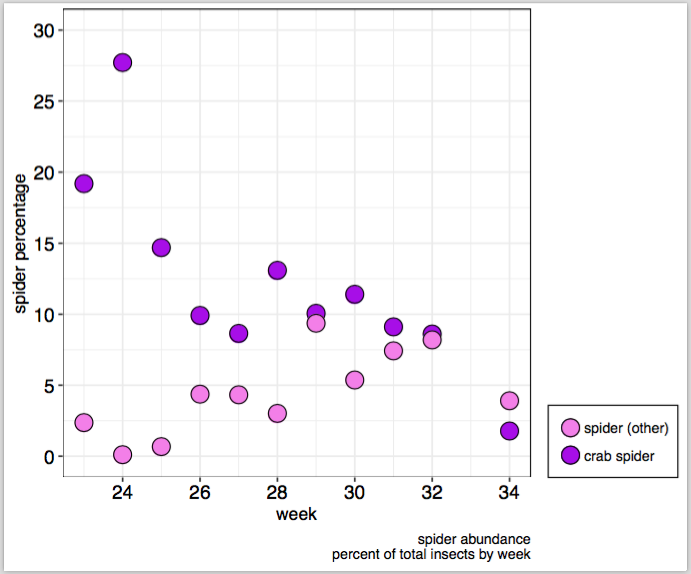 30
25
20
15
10
5
0
spider percentage
24 26 28 30 32 34
week
spider (other)
crab spider
spider abundance
percent of total insects by week